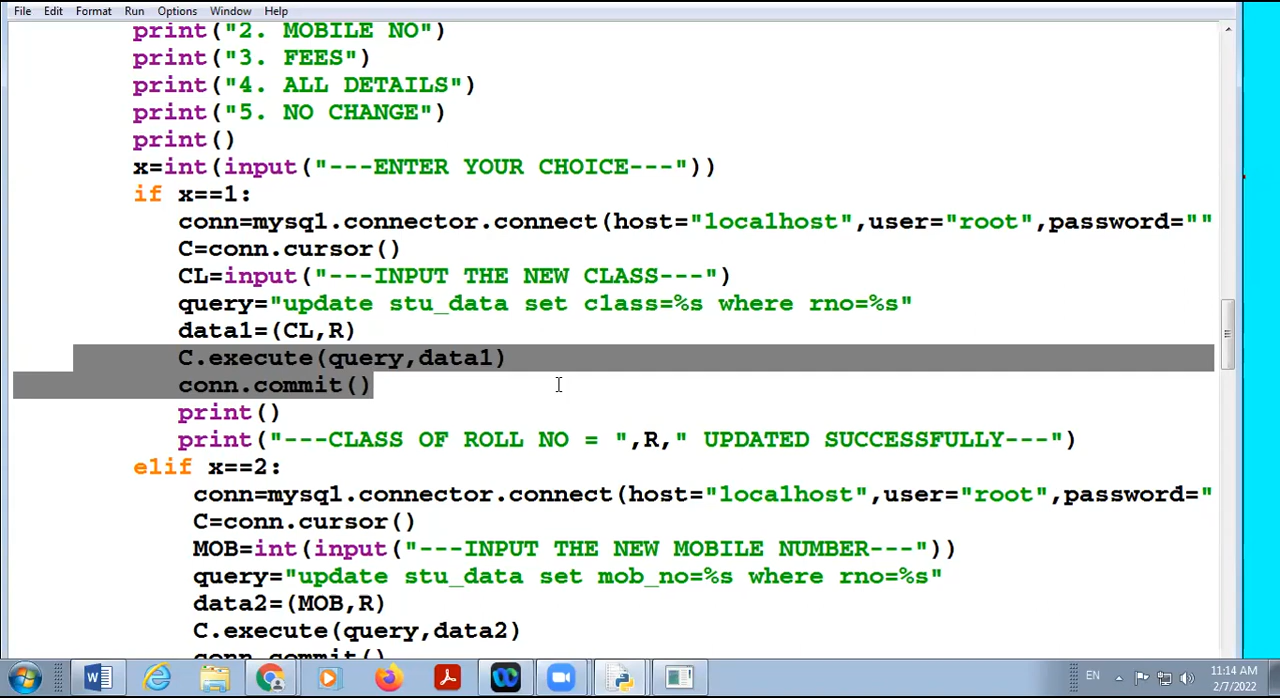 File Edit Format Run Options Window Help
print("2. MOBILE NO")
print("3. FEES")
print("4. ALL DETAILS")
print("5. NO CHANGE")
print()
x=int(input("---ENTER YOUR CHOICE---"))
if x==1:
conn=mysql.connector.connect(host="localhost",user="root",password=""
C=conn.cursor()
CL=input("---INPUT THE NEW CLASS---")
query="update stu_data set class=%s where rno=%s"
data1=(CL,R)
C.execute(query,data1)
conn.commit()
print()
print("---CLASS OF ROLL NO = ",R," UPDATED SUCCESSFULLY---")
elif x==2:
conn=mysql.connector.connect(host="localhost",user="root",password="
C=conn.cursor()
MOB=int(input("---INPUT THE NEW MOBILE NUMBER---"))
query="update stu_data set mob_no=%s where rno=%s"
data2=(MOB,R)
C.execute(query,data2)
conn.commit()
EN
11:14 AM
2/7/2022